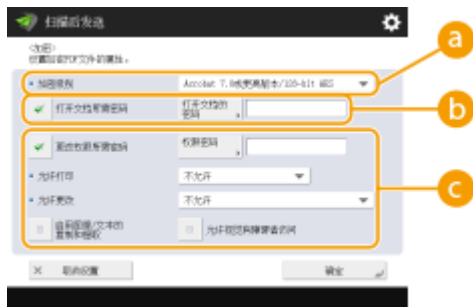 扫描后发送
<加密>
设置加密PDF文件的属性。
加密级别
Acrobat 7.0或更高版本/128-bit AES
打开文档所需密码
打开文档的
密码
更改权限所需密码
权限密码
允许打印
不允许
允许更改
不允许
启用图像/文本的
复制和提取
允许视觉有障碍者访问
取消设置
确定
a
b
c